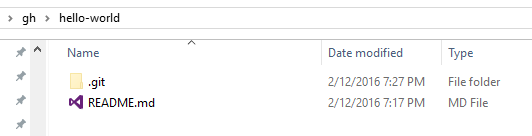 gh > hello-world
Name Date modified Type
.git 2/12/2016 7:27 PM File folder
README.md 2/12/2016 7:17 PM MD File